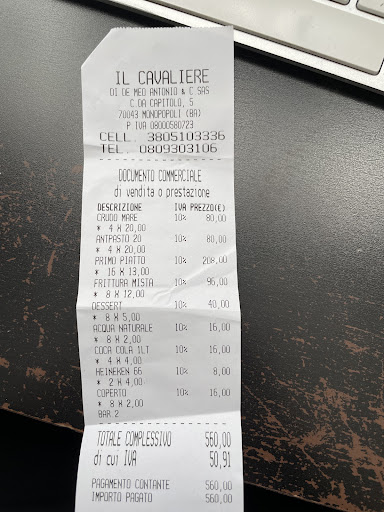 IL CAVALIERE
DI DE MEO ANTONIO & C SAS
C.DA CAPITOLO, 5
70043 MONOPOLI (BA)
P IVA 08000580723
CELL. 3805103336
TEL. 0809303106
DOCUMENTO COMMERCIALE
di vendita o prestazione
DESCRIZIONE IVA PREZZO(€)
CRUDO MARE 10% 80,00
* 4 X 20,00
ANTPASTO 20 10% 80,00
* 4 X 20,00
PRIMO PIATTO 10% 208,00
* 16 X 13,00
FRITTURA MISTA 10% 96,00
* 8 X 12,00
DESSERT 10% 40,00
* 8 X 5,00
ACQUA NATURALE 10% 16,00
* 8 X 2,00
COCA COLA 1LT 10% 16,00
* 4 X 4,00
HEINEKEN 66 10% 8,00
* 2 X 4,00
COPERTO 10% 16,00
* 8 X 2,00
BAR 2
TOTALE COMPLESSIVO 560,00
di cui IVA 50,91
PAGAMENTO CONTANTE 560,00
IMPORTO PAGATO 560,00